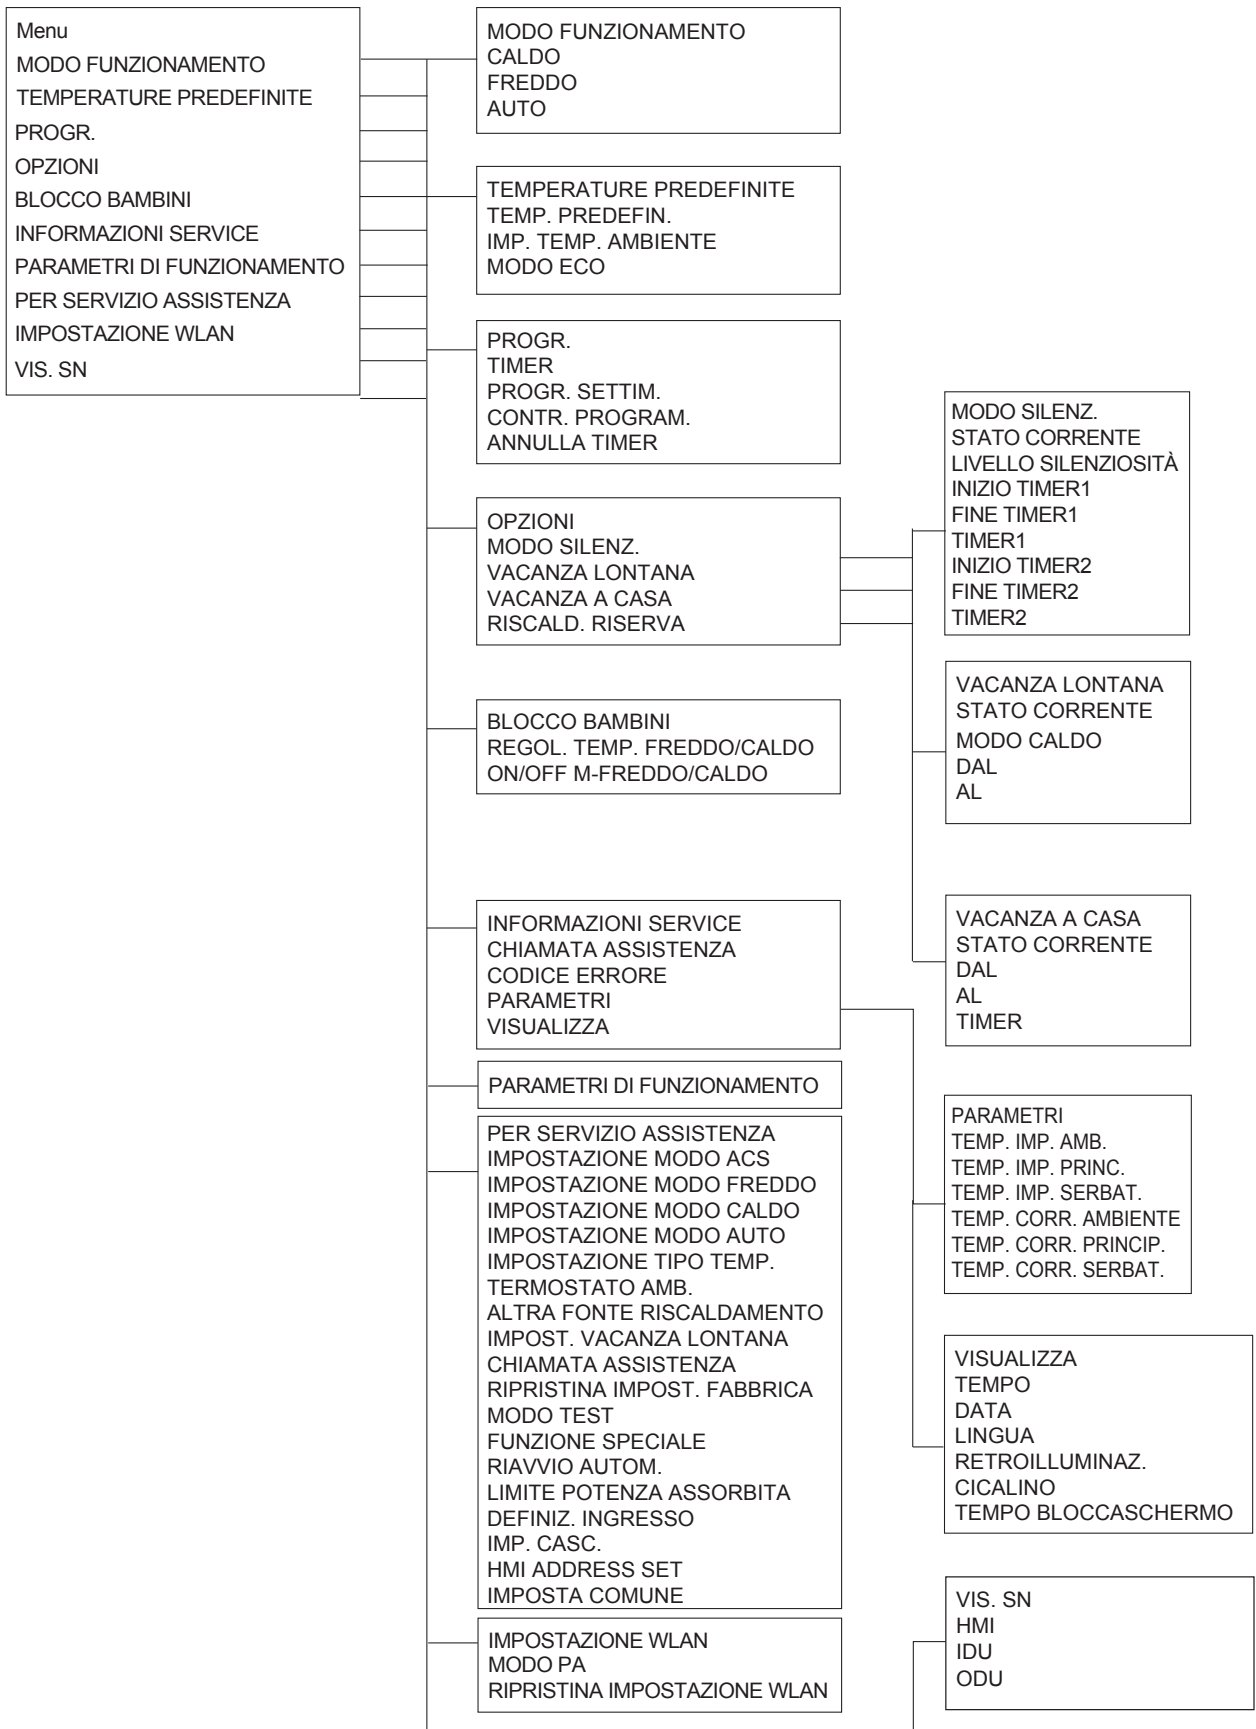 Menu
MODO FUNZIONAMENTO
TEMPERATURE PREDEFINITE
PROGR.
OPZIONI
BLOCCO BAMBINI
INFORMAZIONI SERVICE
PARAMETRI DI FUNZIONAMENTO
PER SERVIZIO ASSISTENZA
IMPOSTAZIONE WLAN
VIS. SN
MODO FUNZIONAMENTO
CALDO
FREDDO
AUTO
TEMPERATURE PREDEFINITE
TEMP. PREDEFIN.
IMP. TEMP. AMBIENTE
MODO ECO
PROGR.
TIMER
PROGR. SETTIM.
CONTR. PROGRAM.
ANNULLA TIMER
OPZIONI
MODO SILENZ.
VACANZA LONTANA
VACANZA A CASA
RISCALD. RISERVA
BLOCCO BAMBINI
REGOL. TEMP. FREDDO/CALDO
ON/OFF M-FREDDO/CALDO
INFORMAZIONI SERVICE
CHIAMATA ASSISTENZA
CODICE ERRORE
PARAMETRI
VISUALIZZA
PARAMETRI DI FUNZIONAMENTO
PER SERVIZIO ASSISTENZA
IMPOSTAZIONE MODO ACS
IMPOSTAZIONE MODO FREDDO
IMPOSTAZIONE MODO CALDO
IMPOSTAZIONE MODO AUTO
IMPOSTAZIONE TIPO TEMP.
TERMOSTATO AMB.
ALTRA FONTE RISCALDAMENTO
IMPOST. VACANZA LONTANA
CHIAMATA ASSISTENZA
RIPRISTINA IMPOST. FABBRICA
MODO TEST
FUNZIONE SPECIALE
RIAVVIO AUTOM.
LIMITE POTENZA ASSORBITA
DEFINIZ. INGRESSO
IMP. CASC.
HMI ADDRESS SET
IMPOSTA COMUNE
IMPOSTAZIONE WLAN
MODO PA
RIPRISTINA IMPOSTAZIONE WLAN
MODO SILENZ.
STATO CORRENTE
LIVELLO SILENZIOSITÀ
INIZIO TIMER1
FINE TIMER1
TIMER1
INIZIO TIMER2
FINE TIMER2
TIMER2
VACANZA LONTANA
STATO CORRENTE
MODO CALDO
DAL
AL
VACANZA A CASA
STATO CORRENTE
DAL
AL
TIMER
PARAMETRI
TEMP. IMP. AMB.
TEMP. IMP. PRINC.
TEMP. IMP. SERBAT.
TEMP. CORR. AMBIENTE
TEMP. CORR. PRINCIP.
TEMP. CORR. SERBAT.
VISUALIZZA
TEMPO
DATA
LINGUA
RETROILLUMINAZ.
CICALINO
TEMPO BLOCCASCHERMO
VIS. SN
HMI
IDU
ODU